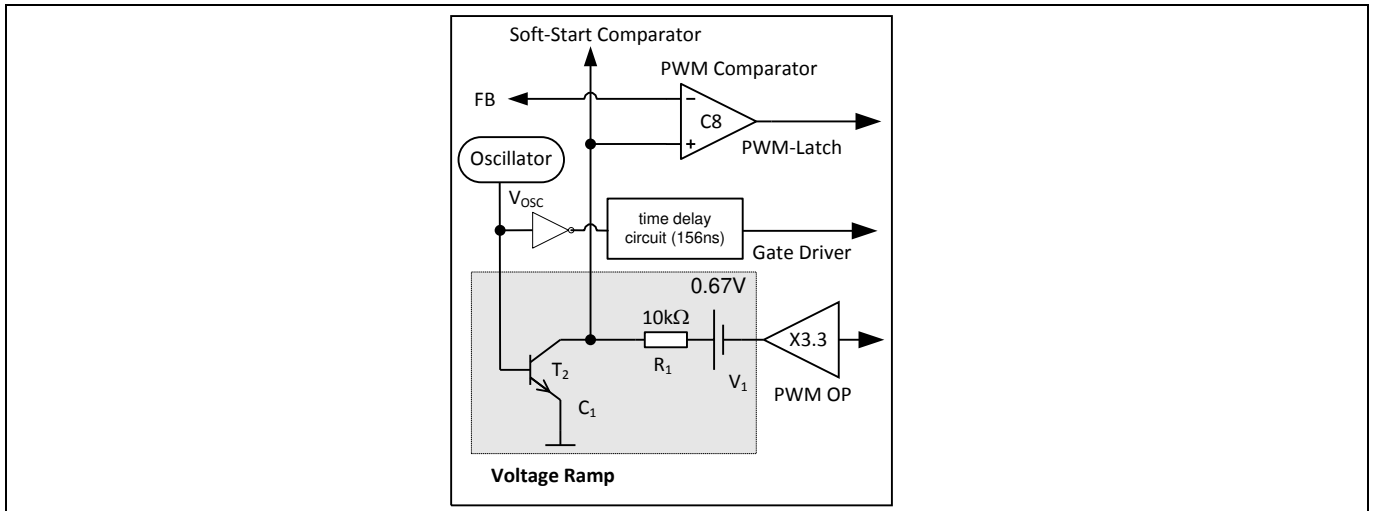 Soft-Start Comparator
PWM Comparator
FB
−
C8
+
PWM-Latch
Oscillator
VOSC
time delay
circuit (156ns)
Gate Driver
0.67V
10kΩ
X3.3
T2
R1
V1
PWM OP
C1
Voltage Ramp